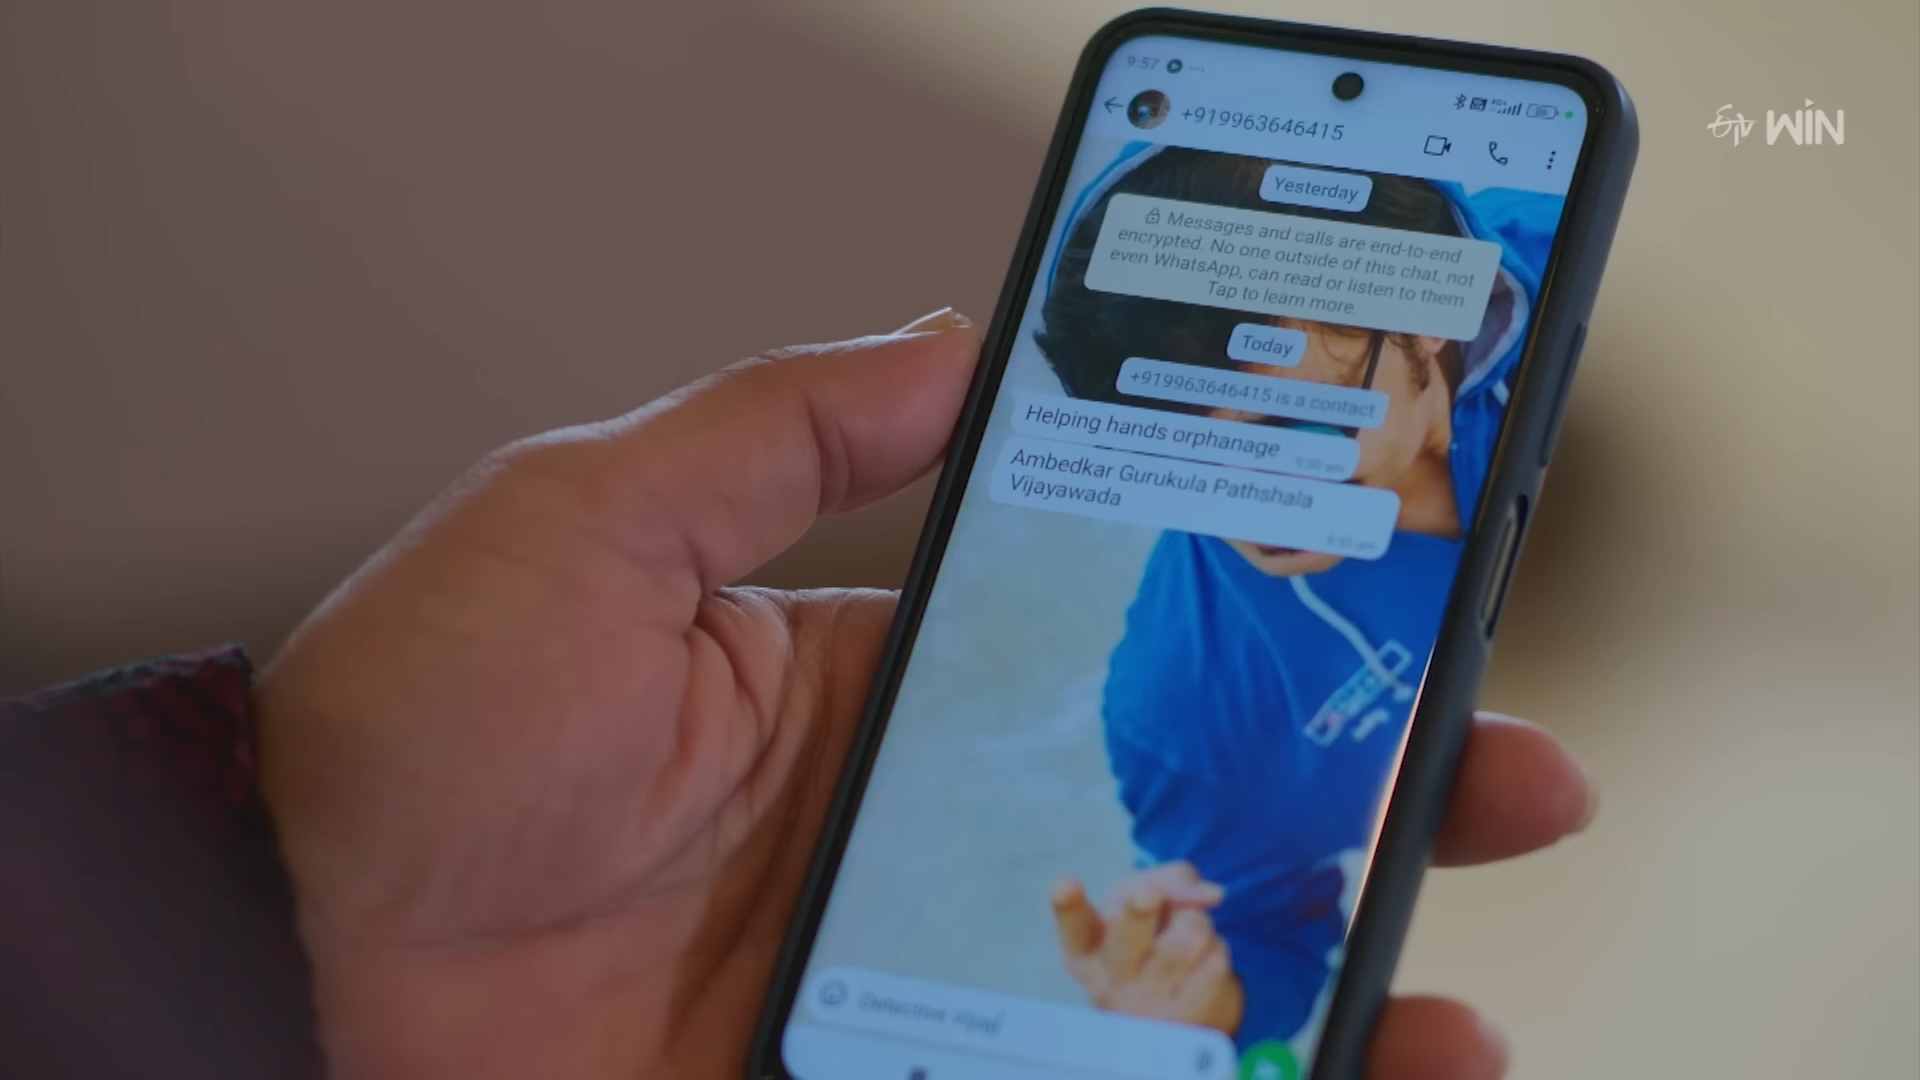 9:57
+919963646415
ఈtv WIN
Yesterday
Messages and calls are end-to-end
encrypted. No one outside of this chat, not
even WhatsApp, can read or listen to them.
Tap to learn more.
Today
+919963646415 is a contact
Helping hands orphanage
Ambedkar Gurukula Pathshala
Vijayawada